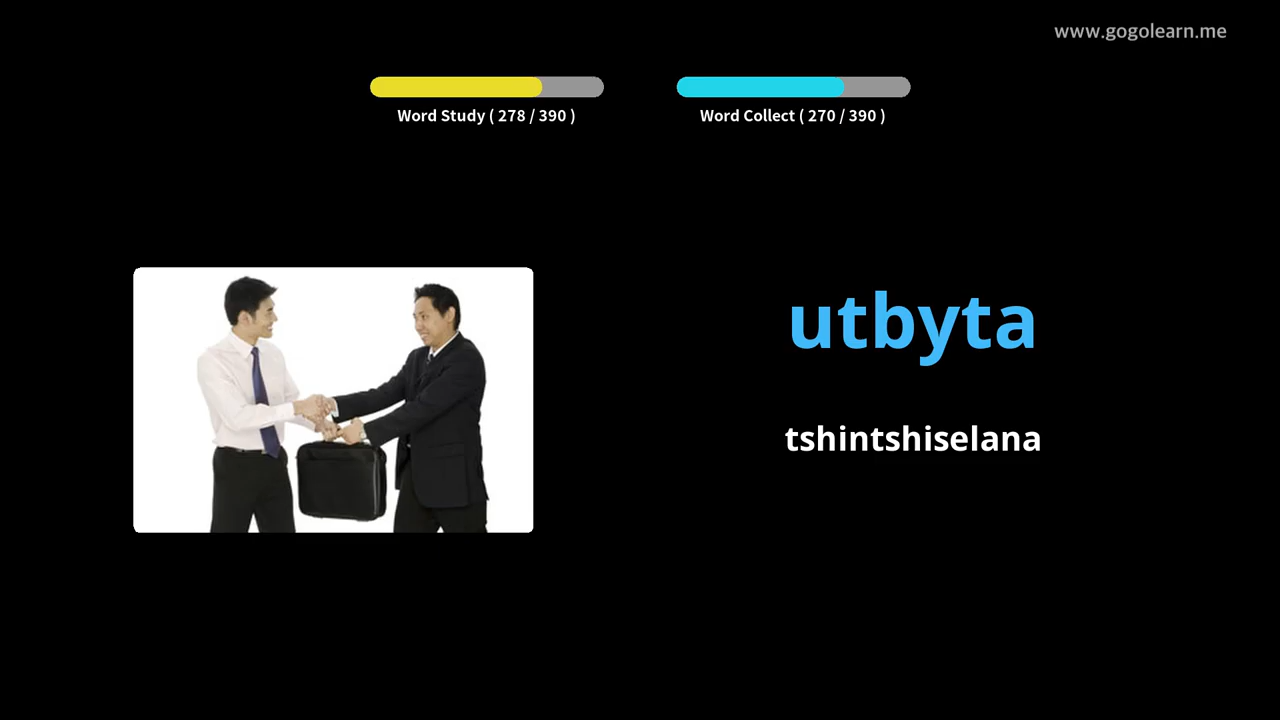 www.gogolearn.me
Word Study ( 278 / 390 )
Word Collect ( 270 / 390 )
utbyta
tshintshiselana